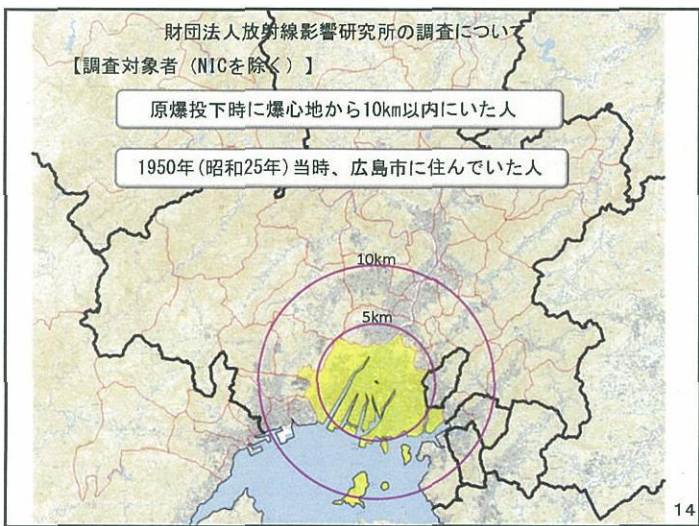 財団法人放射線影響研究所の調査について
【調査対象者（NICを除く）】
原爆投下時に爆心地から10km以内にいた人
1950年(昭和25年)当時、広島市に住んでいた人
10km
5km
14